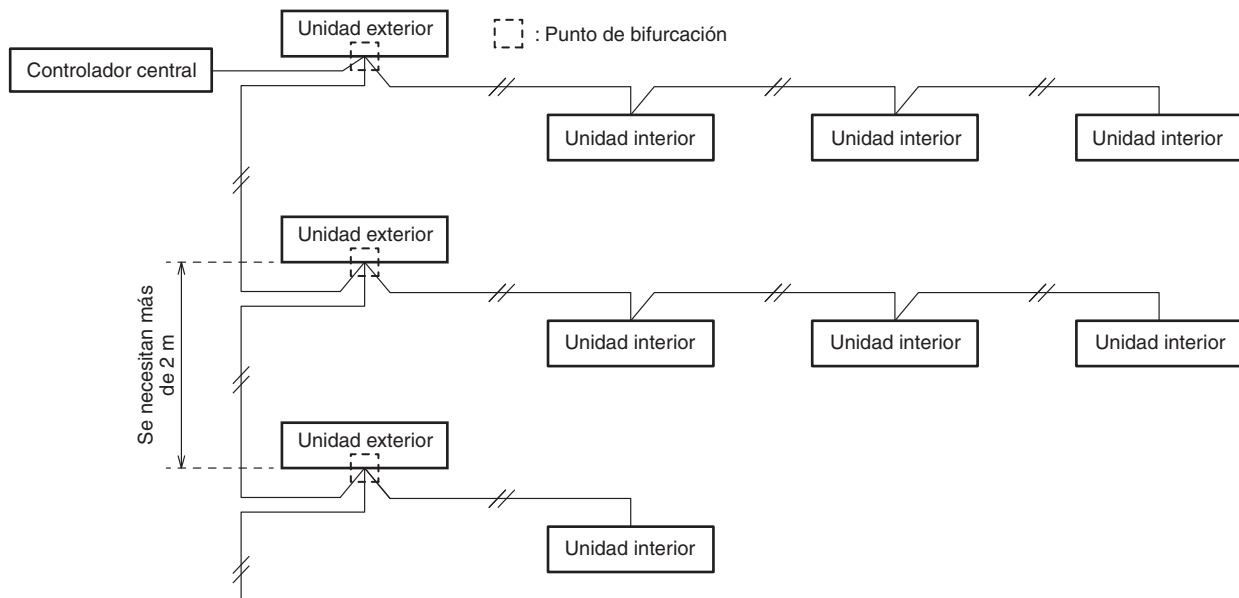 Unidad exterior
: Punto de bifurcación
Controlador central
Unidad interior
Unidad interior
Unidad interior
Unidad exterior
Unidad interior
Unidad interior
Unidad interior
Se necesitan más
de 2 m
Unidad exterior
Unidad interior